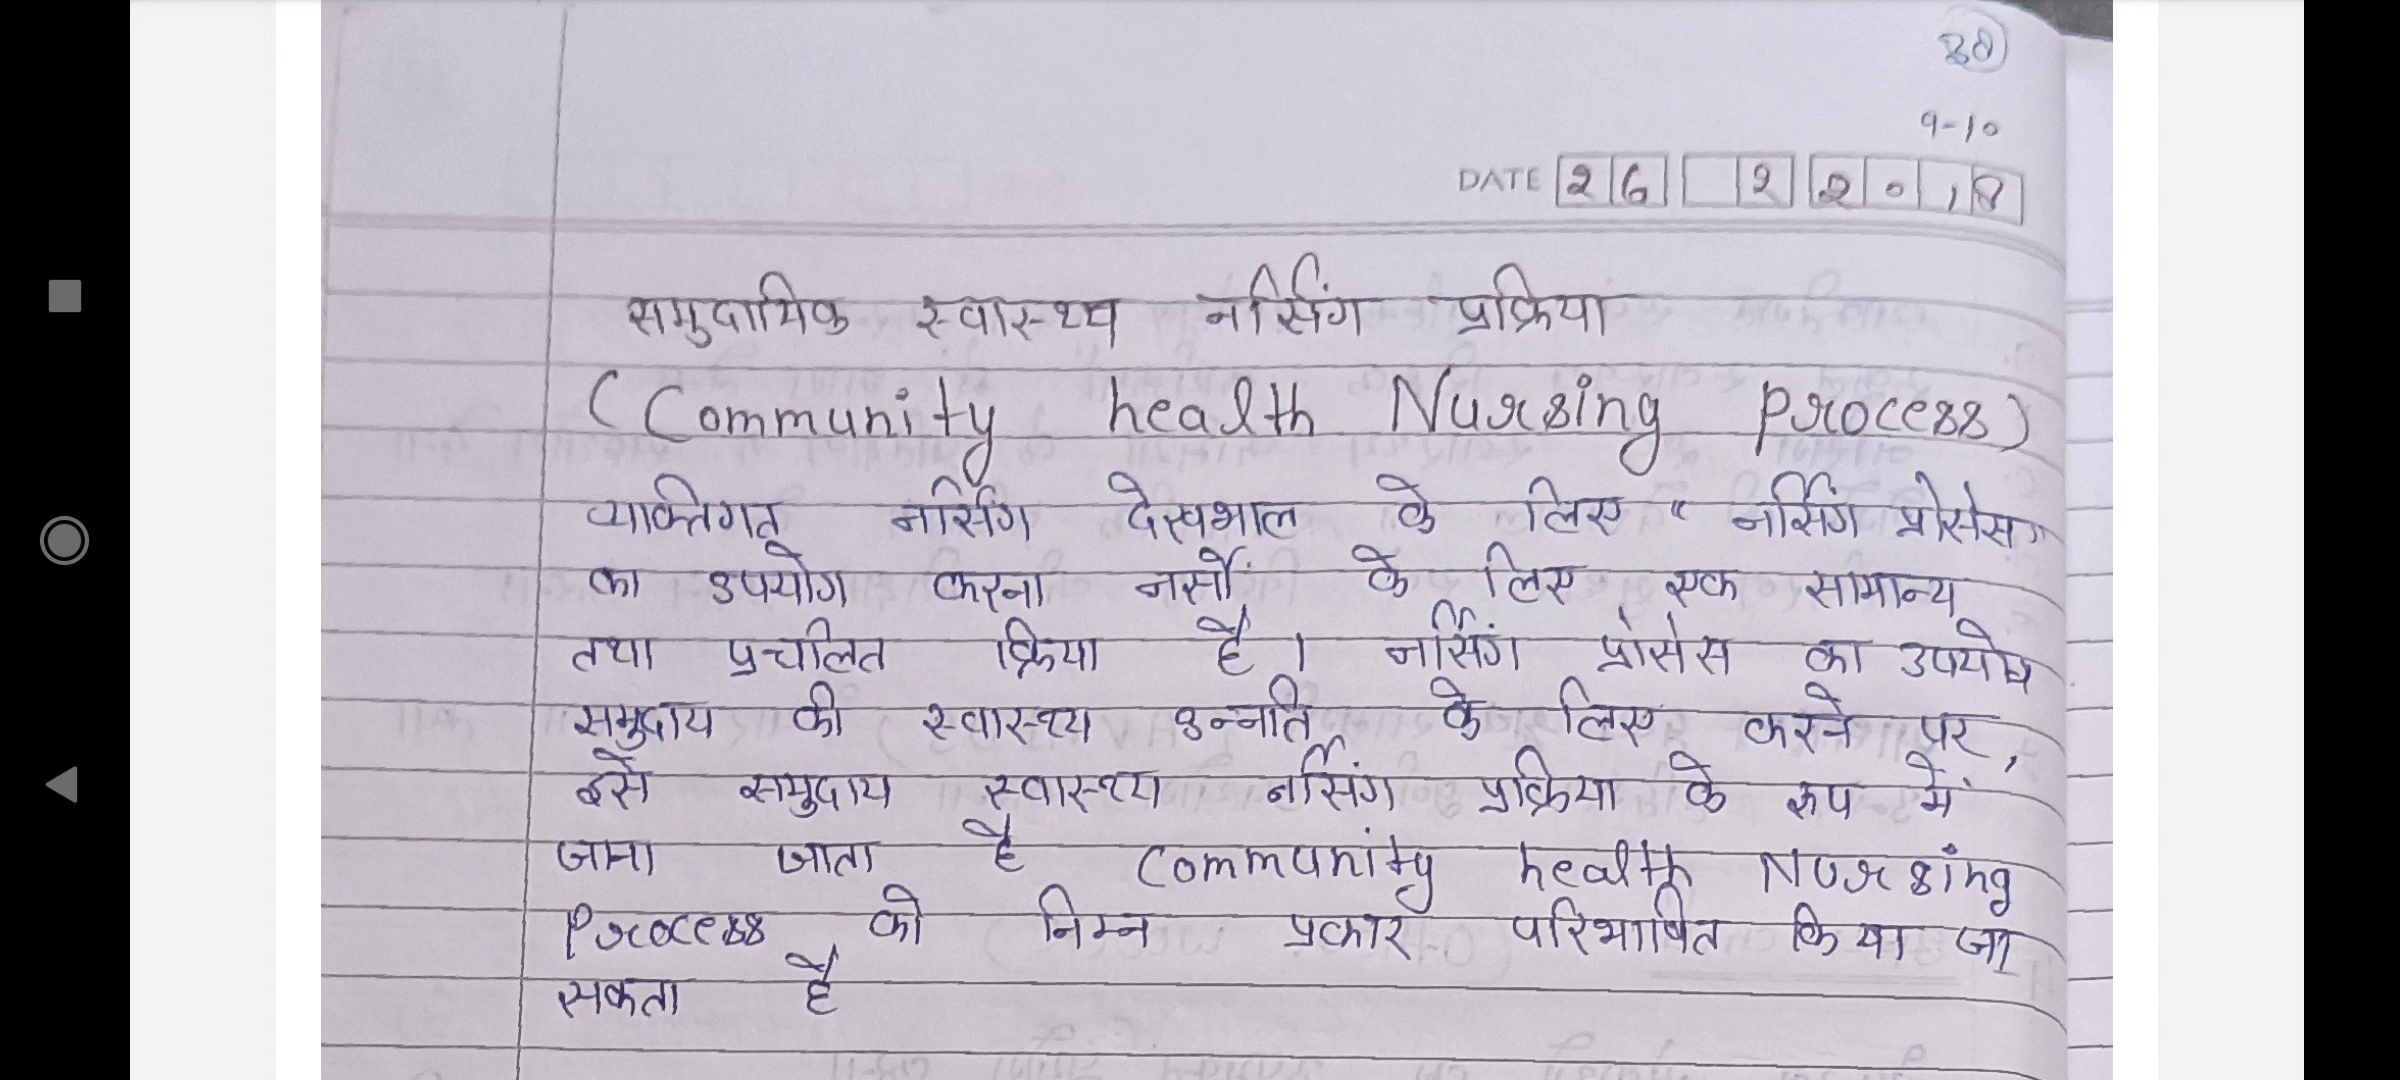 30
9-10
DATE 26 2 2018
समुदायिक स्वास्थ्य नर्सिंग प्रक्रिया
(Community health Nursing process)
व्यक्तिगत नर्सिंग देखभाल के लिए " नर्सिंग प्रोसेस"
का उपयोग करना नर्सों के लिए एक सामान्य
तथा प्रचलित क्रिया है । नर्सिंग प्रोसेस का उपयोग
समुदाय की स्वास्थ्य उन्नति के लिए करने पर,
इसे समुदाय स्वास्थ्य नर्सिंग प्रक्रिया के रूप में
जाना जाता है Community health Nursing
Process को निम्न प्रकार परिभाषित किया जा
सकता है